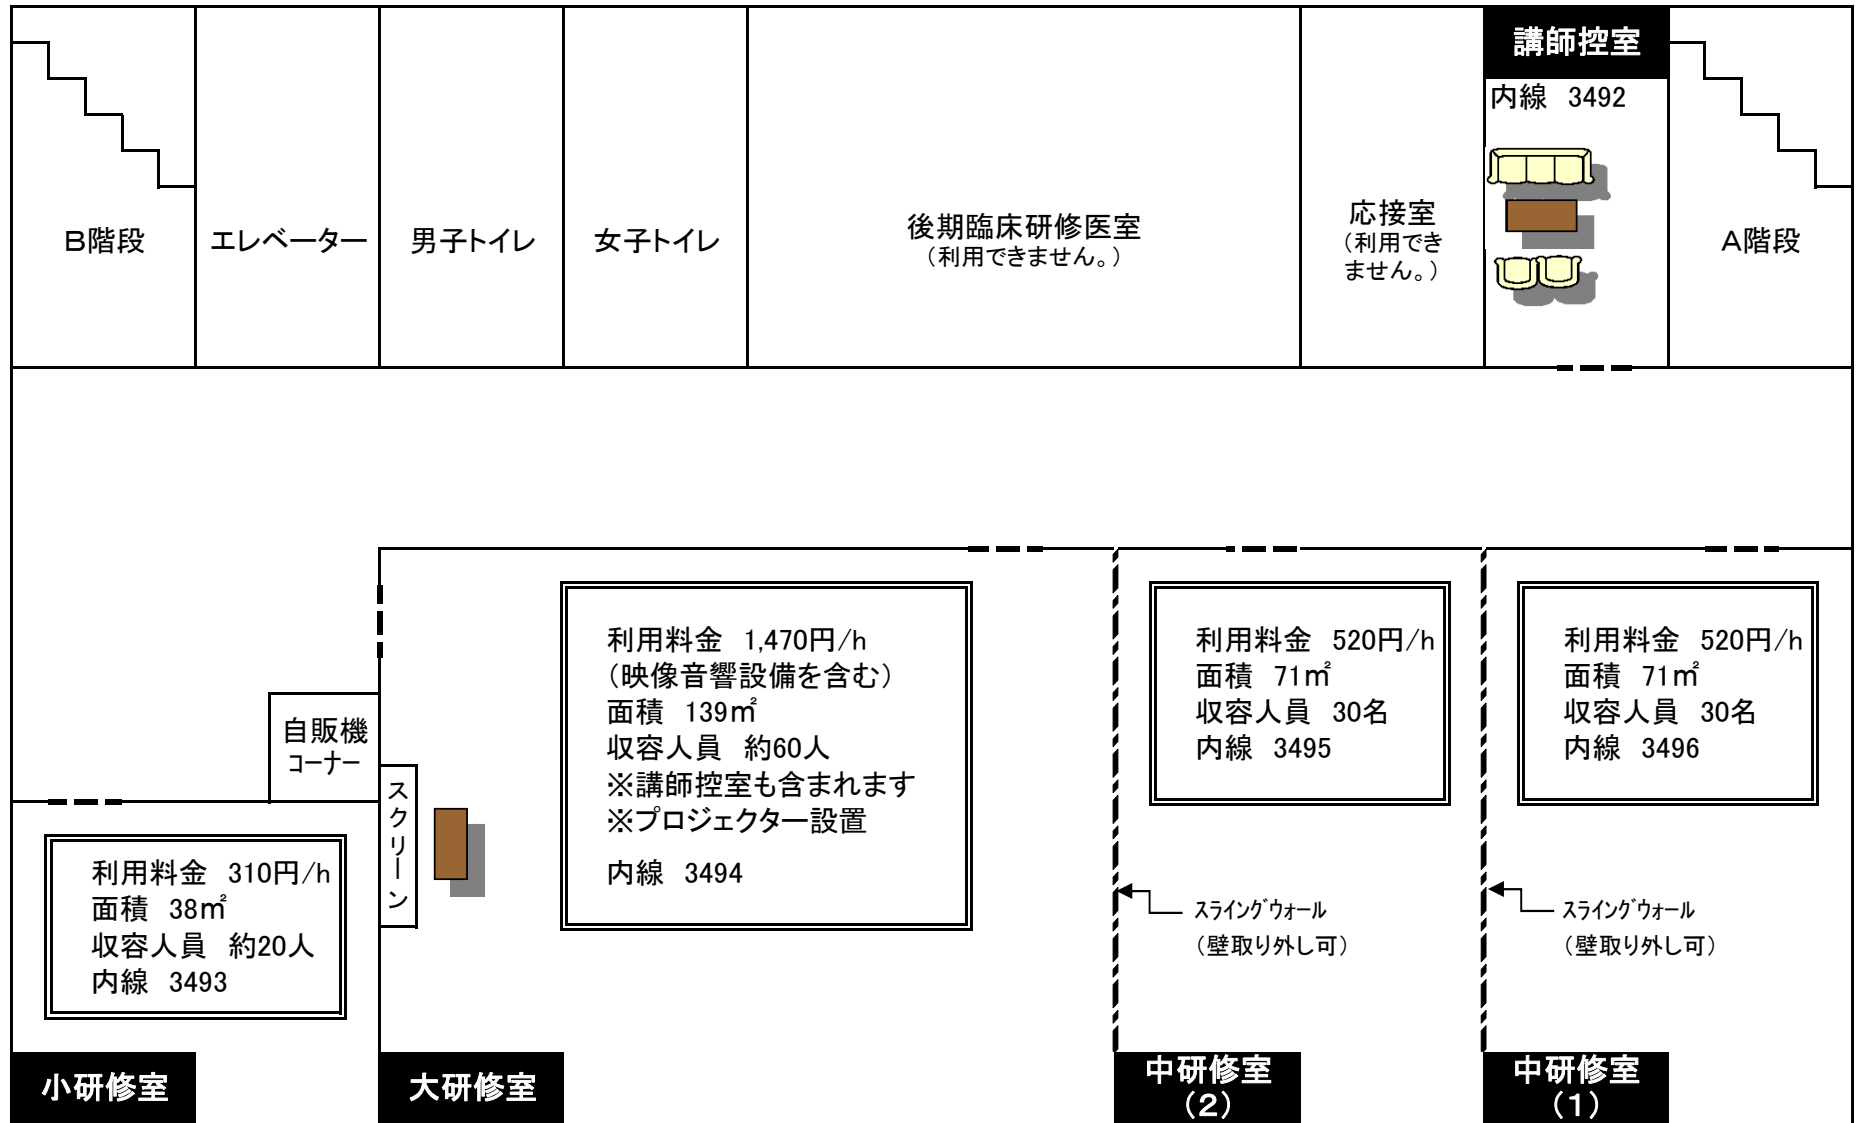 講師控室
内線　3492
Ｂ階段
エレベーター
男子トイレ
女子トイレ
後期臨床研修医室
（利用できません。）
応接室
（利用でき
ません。）
Ａ階段
利用料金　1,470円/h
（映像音響設備を含む）
面積　139㎡
収容人員　約60人
※講師控室も含まれます
※プロジェクター設置
内線　3494
利用料金　520円/h
面積　71㎡
収容人員　30名
内線　3495
利用料金　520円/h
面積　71㎡
収容人員　30名
内線　3496
自販機
ｺｰﾅｰ
スクリーン
利用料金　310円/h
面積　38㎡
収容人員　約20人
内線　3493
ｽﾗｲﾝｸﾞｳｫｰﾙ
（壁取り外し可）
ｽﾗｲﾝｸﾞｳｫｰﾙ
（壁取り外し可）
小研修室
大研修室
中研修室
（２）
中研修室
（１）